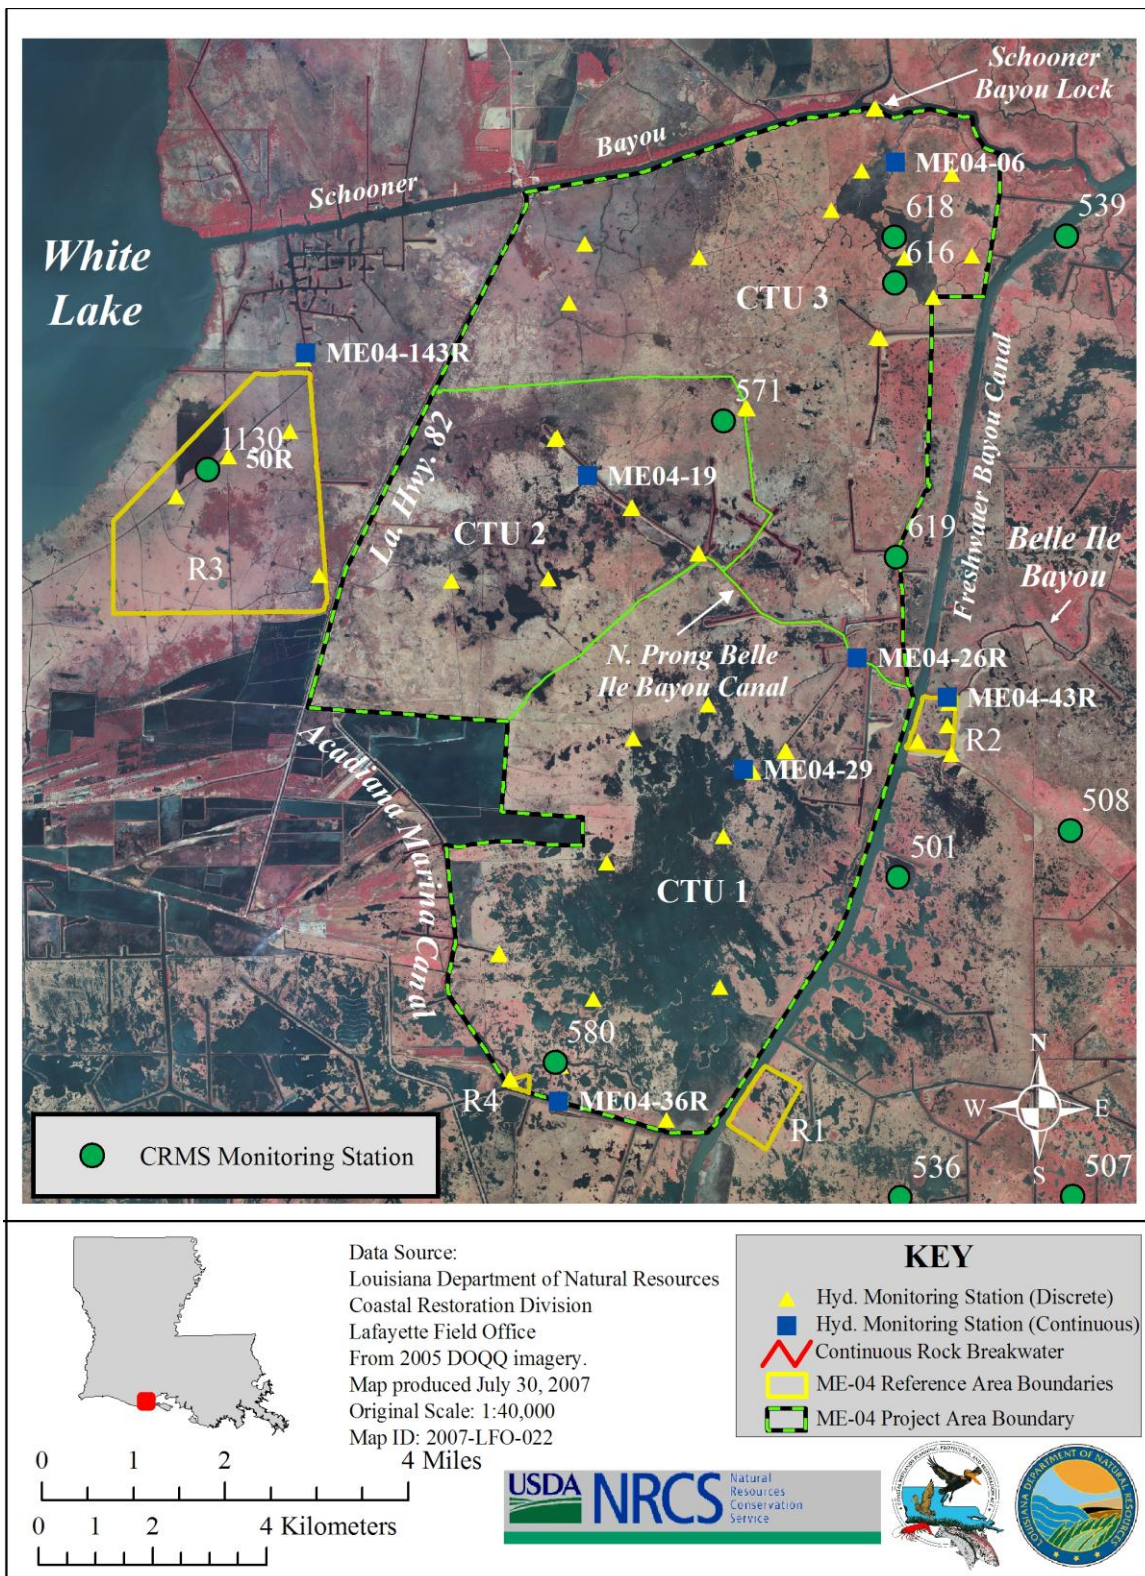 Schooner
Bayou Lock
Bayou
Schooner
ME04-06
618
539
616
White
Lake
CTU 3
ME04-143R
571
La. Hwy. 82
Freshwater Bayou Canal
1130
50R
ME04-19
CTU 2
619
Belle Ile
Bayou
R3
N. Prong Belle
Ile Bayou Canal
ME04-26R
ME04-43R
R2
Acadiana Marina Canal
ME04-29
508
501
CTU 1
580
R4
ME04-36R
R1
N
W
E
S
536
507
CRMS Monitoring Station
Data Source:
Louisiana Department of Natural Resources
Coastal Restoration Division
Lafayette Field Office
From 2005 DOQQ imagery.
Map produced July 30, 2007
Original Scale: 1:40,000
Map ID: 2007-LFO-022
KEY
Hyd. Monitoring Station (Discrete)
Hyd. Monitoring Station (Continuous)
Continuous Rock Breakwater
ME-04 Reference Area Boundaries
ME-04 Project Area Boundary
0 1 2 4 Miles
0 1 2 4 Kilometers
USDA NRCS
Natural
Resources
Conservation
Service
LOUISIANA DEPARTMENT OF NATURAL RESOURCES